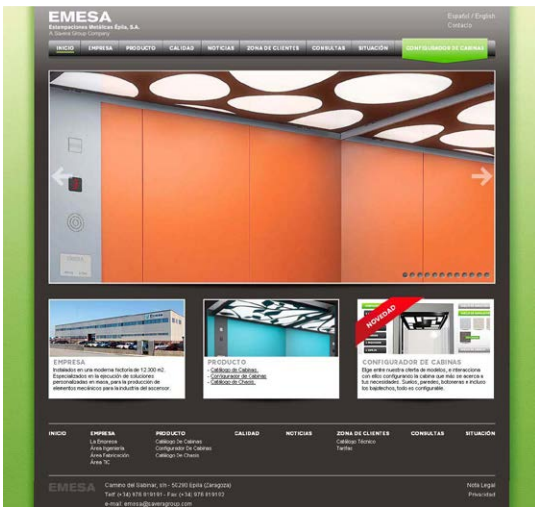 EMESA
Estampaciones Metálicas Épila, S.A.
A Savera Group Company
Español / English
Contacto
INICIO EMPRESA PRODUCTO CALIDAD NOTICIAS ZONA DE CLIENTES CONSULTAS SITUACIÓN CONFIGURADOR DE CABINAS
EMPRESA
Instalados en una moderna factoría de 12.300 m2.
Especializados en la ejecución de soluciones
personalizadas en masa, para la producción de
elementos mecánicos para la industria del ascensor.
PRODUCTO
- Catálogo de Cabinas.
- Configurador de Cabinas
- Catálogo de Chasis.
NOVEDAD
CONFIGURADOR DE CABINAS
Elige entre nuestra oferta de modelos, e interacciona
con ellos configurando la cabina que más se acerca a
tus necesidades. Suelos, paredes, botoneras e incluso
los bajotechos, todo es configurable.
INICIO EMPRESA PRODUCTO CALIDAD NOTICIAS ZONA DE CLIENTES CONSULTAS SITUACIÓN
La Empresa Catálogo De Cabinas Catálogo Técnico
Área Ingeniería Configurador De Cabinas Tarifas
Área Fabricación Catálogo De Chasis
Área TIC
EMESA
Camino del Sabinar, s/n - 50290 Épila (Zaragoza)
Telf: (+34) 976 819191 - Fax: (+34) 976 819192
e-mail: emesa@saveragroup.com
Nota Legal
Privacidad